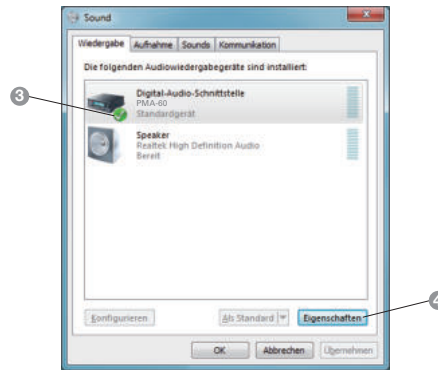 Sound
Wiedergabe Aufnahme Sounds Kommunikation
Die folgenden Audiowiedergabegeräte sind installiert:
3
Digital-Audio-Schnittstelle
PMA-60
Standardgerät
Speaker
Realtek High Definition Audio
Bereit
4
Konfigurieren Als Standard Eigenschaften
OK Abbrechen Übernehmen